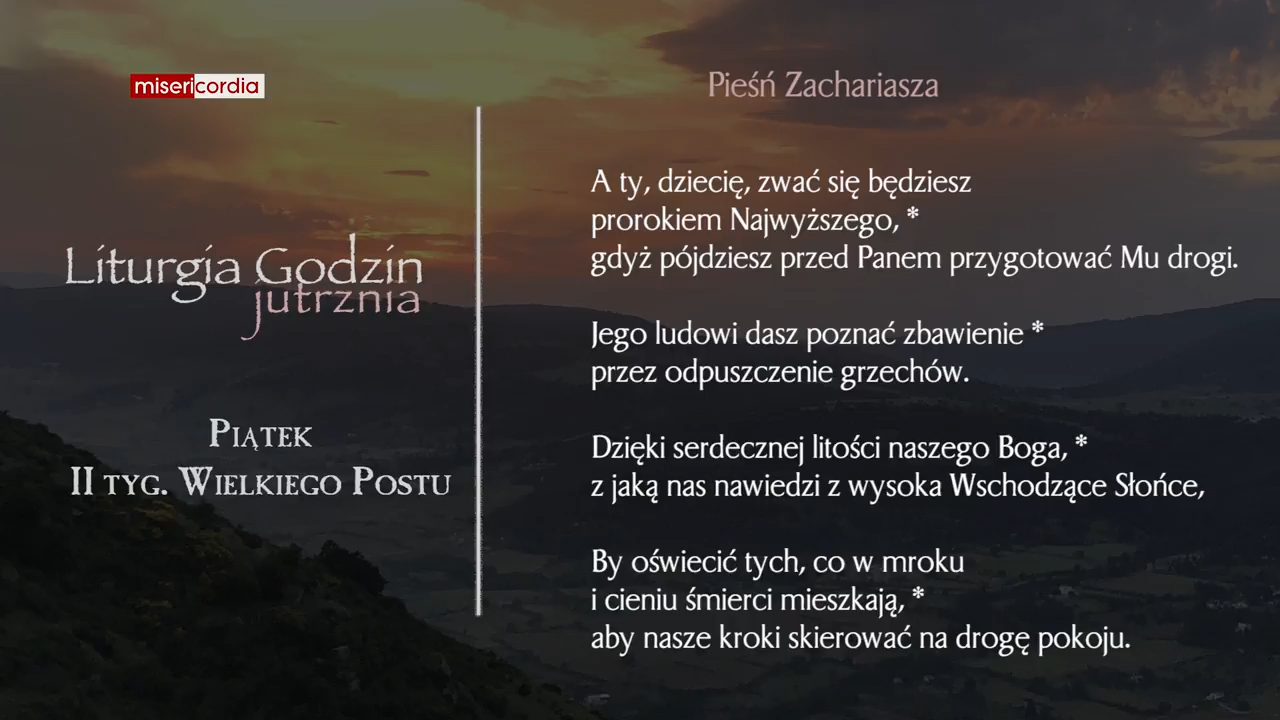 misericordia
Liturgia Godzin
jutrznia
Piątek
II tyg. Wielkiego Postu
Pieśń Zachariasza
A ty, dziecię, zwać się będziesz
prorokiem Najwyższego, *
gdyż pójdziesz przed Panem przygotować Mu drogi.
Jego ludowi dasz poznać zbawienie *
przez odpuszczenie grzechów.
Dzięki serdecznej litości naszego Boga, *
z jaką nas nawiedzi z wysoka Wschodzące Słońce,
By oświecić tych, co w mroku
i cieniu śmierci mieszkają, *
aby nasze kroki skierować na drogę pokoju.